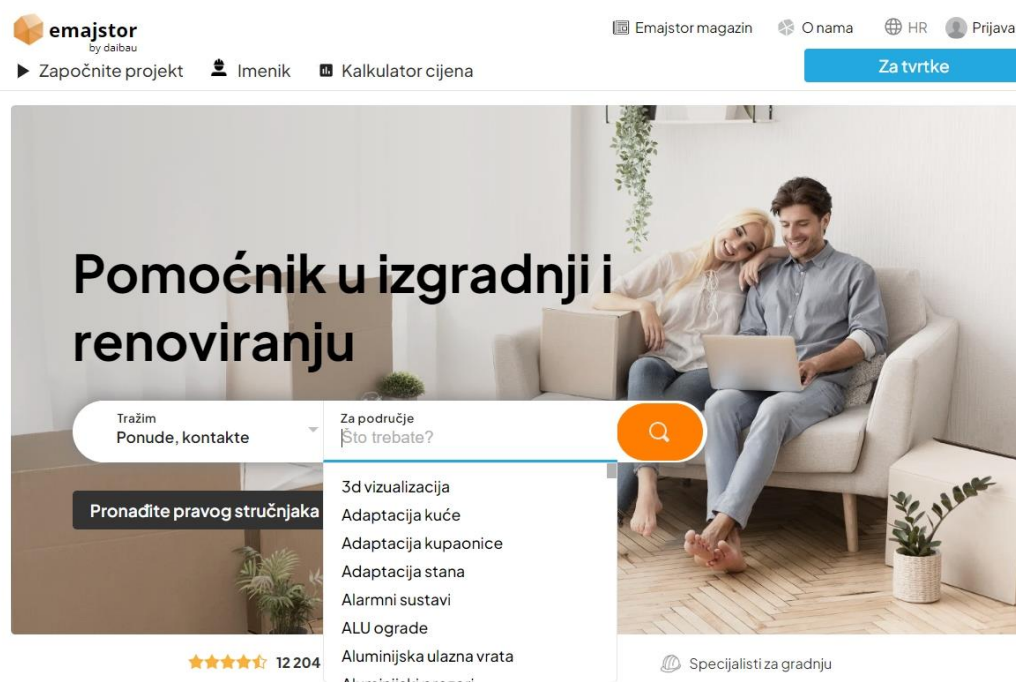 emajstor
by daibau
Emajstor magazin
O nama
HR
Prijava
Započnite projekt
Imenik
Kalkulator cijena
Za tvrtke
Pomoćnik u izgradnji i
renoviranju
Tražim
Ponude, kontakte
Za područje
Što trebate?
Pronađite pravog stručnjaka
3d vizualizacija
Adaptacija kuće
Adaptacija kupaonice
Adaptacija stana
Alarmni sustavi
ALU ograde
Aluminijska ulazna vrata
12 204
Specijalisti za gradnju